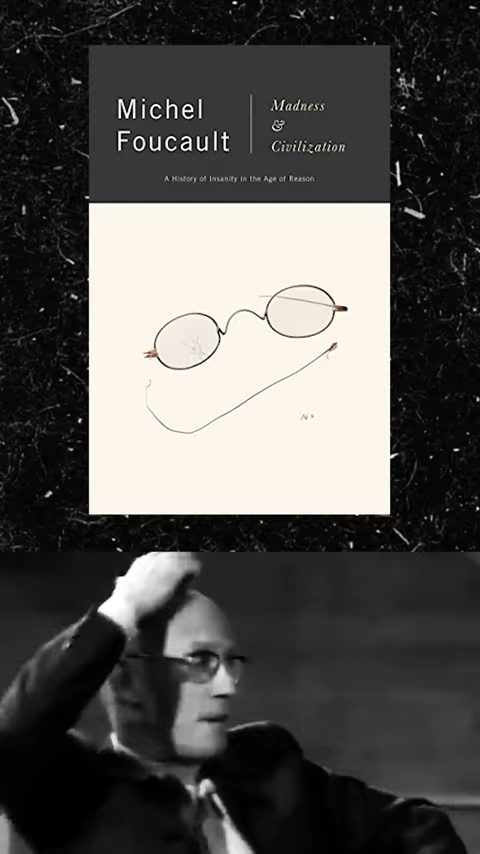 Michel
Foucault
Madness
&
Civilization
A History of Insanity in the Age of Reason